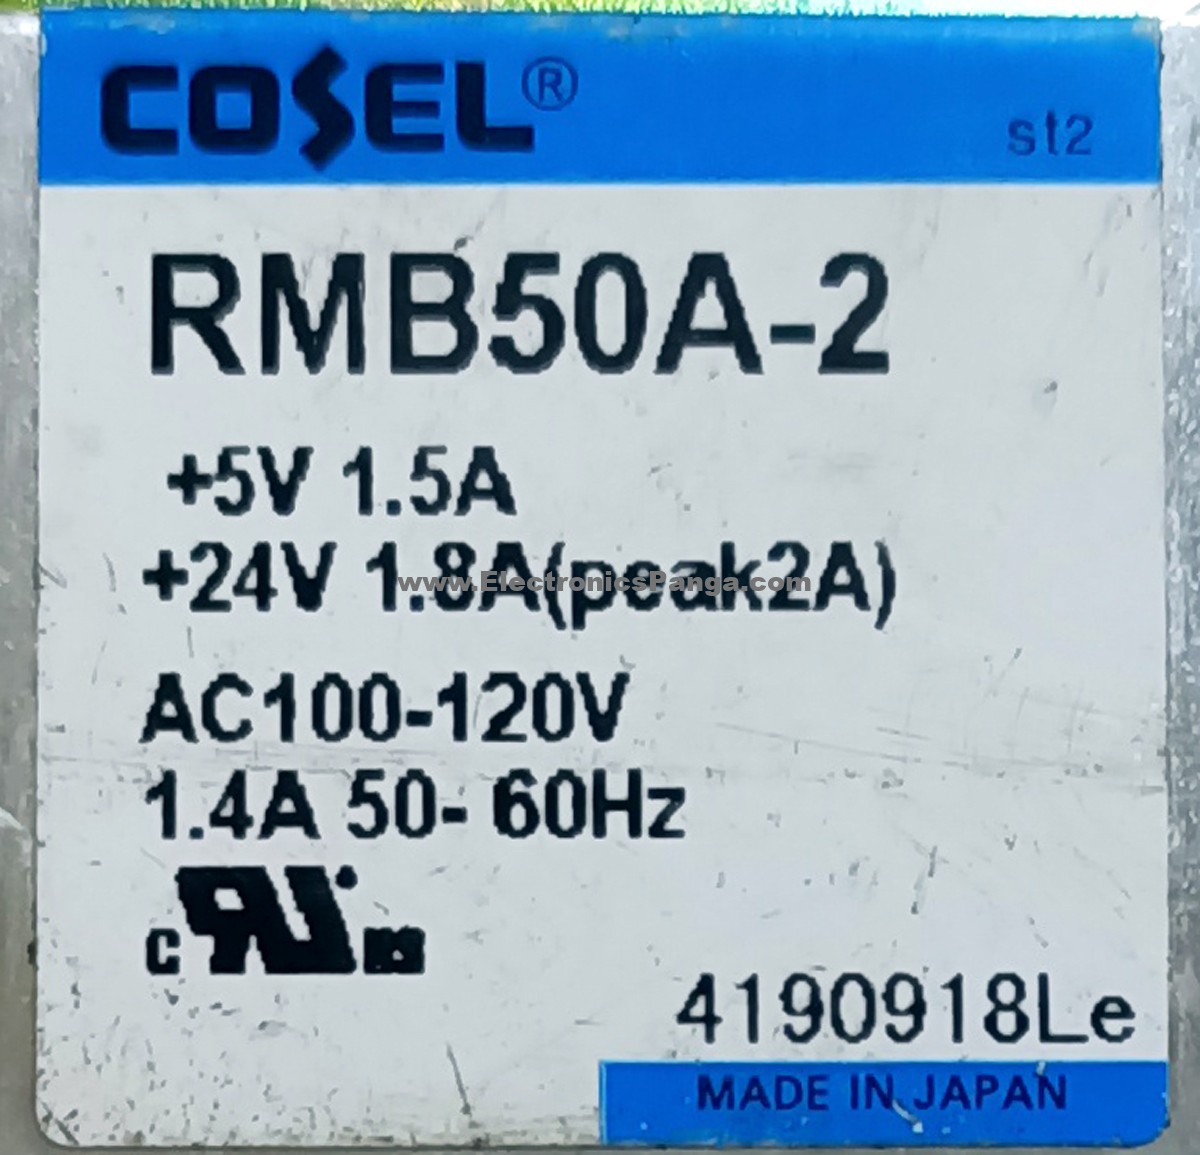 COSEL®
st2
RMB50A-2
+5V 1.5A
+24V 1.8A(peak2A)
www.ElectronicsPanga.com
AC100-120V
1.4A 50- 60Hz
c RU us
4190918Le
MADE IN JAPAN